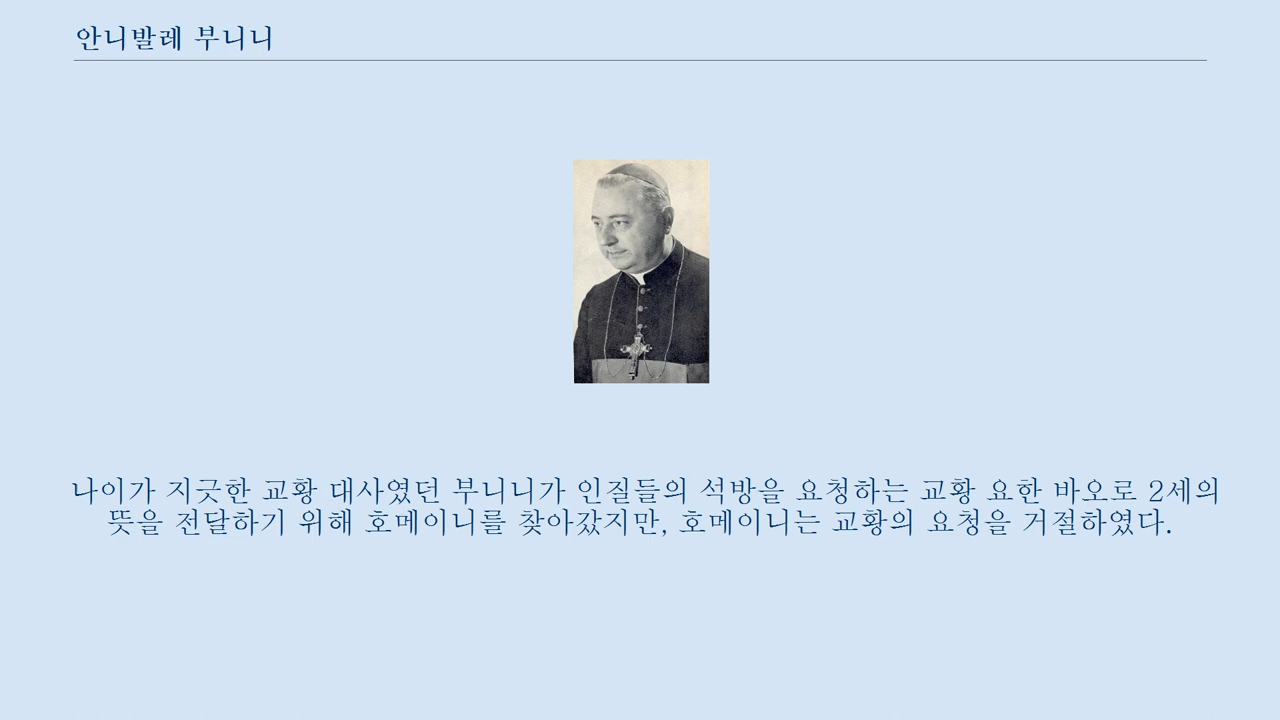 안니발레 부니니
나이가 지긋한 교황 대사였던 부니니가 인질들의 석방을 요청하는 교황 요한 바오로 2세의
뜻을 전달하기 위해 호메이니를 찾아갔지만, 호메이니는 교황의 요청을 거절하였다.